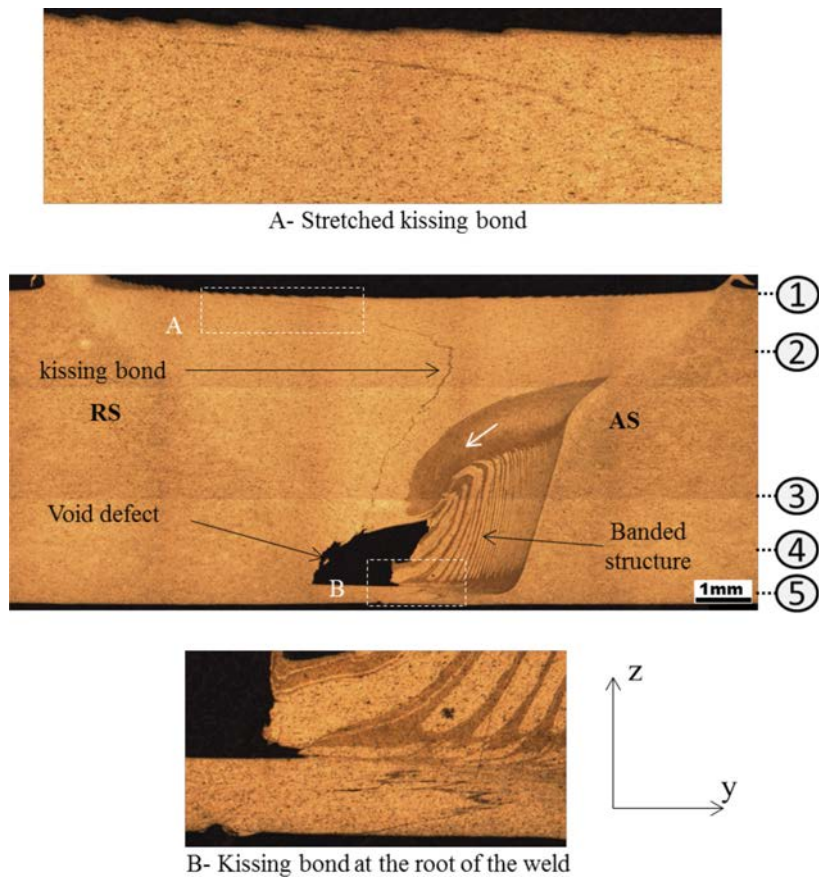 A- Stretched kissing bond
A
kissing bond
RS
AS
Void defect
Banded
structure
B
1mm
1
2
3
4
5
z
y
B- Kissing bond at the root of the weld